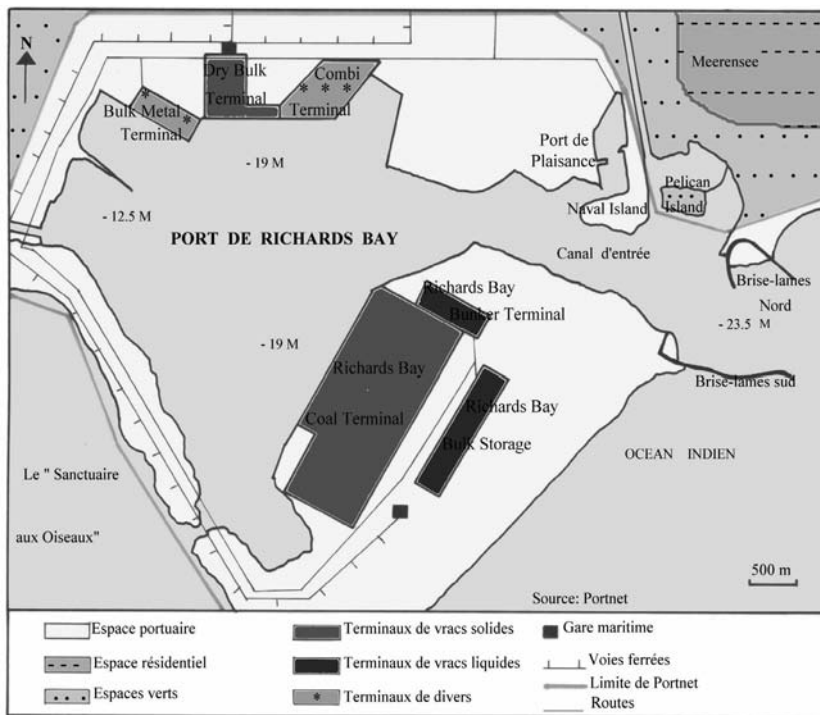 N
Dry Bulk
Terminal
Combi
Terminal
Bulk Metal
Terminal
Meerensee
- 19 M
Port de
Plaisance
Pelican
Island
- 12.5 M
Naval Island
PORT DE RICHARDS BAY
Canal d'entrée
Brise-lames
Nord
Richards Bay
Bunker Terminal
- 23.5 M
- 19 M
Richards Bay
Coal Terminal
Brise-lames sud
Richards Bay
Bulk Storage
OCEAN INDIEN
Le " Sanctuaire
aux Oiseaux"
500 m
Source: Portnet
Espace portuaire
Terminaux de vracs solides
Gare maritime
Espace résidentiel
Terminaux de vracs liquides
Voies ferrées
Espaces verts
Terminaux de divers
Limite de Portnet
Routes